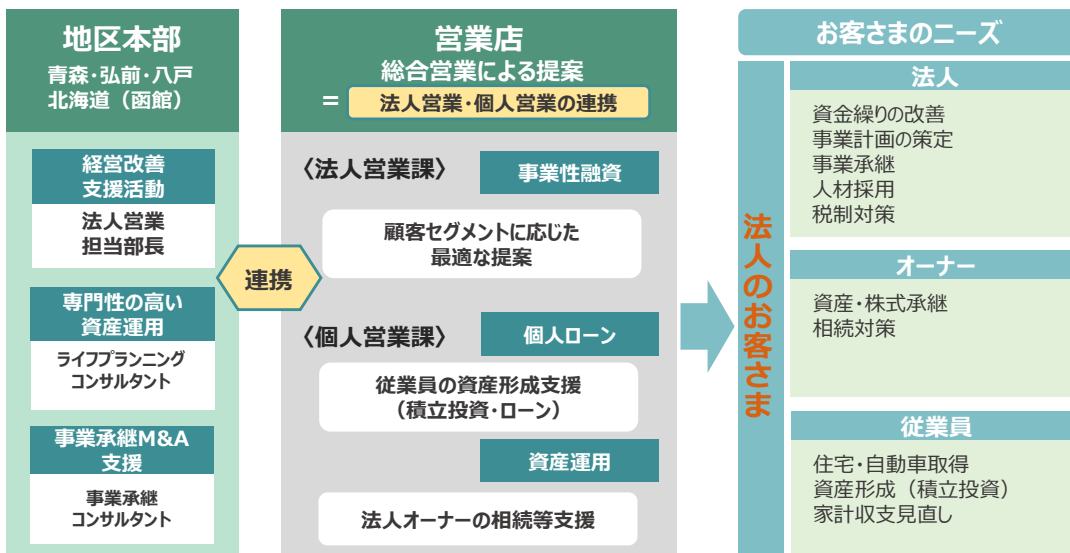 地区本部
青森・弘前・八戸
北海道（函館）
経営改善
支援活動
法人営業
担当部長
専門性の高い
資産運用
ライフプランニング
コンサルタント
事業承継M&A
支援
事業承継
コンサルタント
連携
営業店
総合営業による提案
= 法人営業・個人営業の連携
〈法人営業課〉
事業性融資
顧客セグメントに応じた
最適な提案
〈個人営業課〉
個人ローン
従業員の資産形成支援
（積立投資・ローン）
資産運用
法人オーナーの相続等支援
お客さまのニーズ
法人のお客さま
法人
資金繰りの改善
事業計画の策定
事業承継
人材採用
税制対策
オーナー
資産・株式承継
相続対策
従業員
住宅・自動車取得
資産形成（積立投資）
家計収支見直し